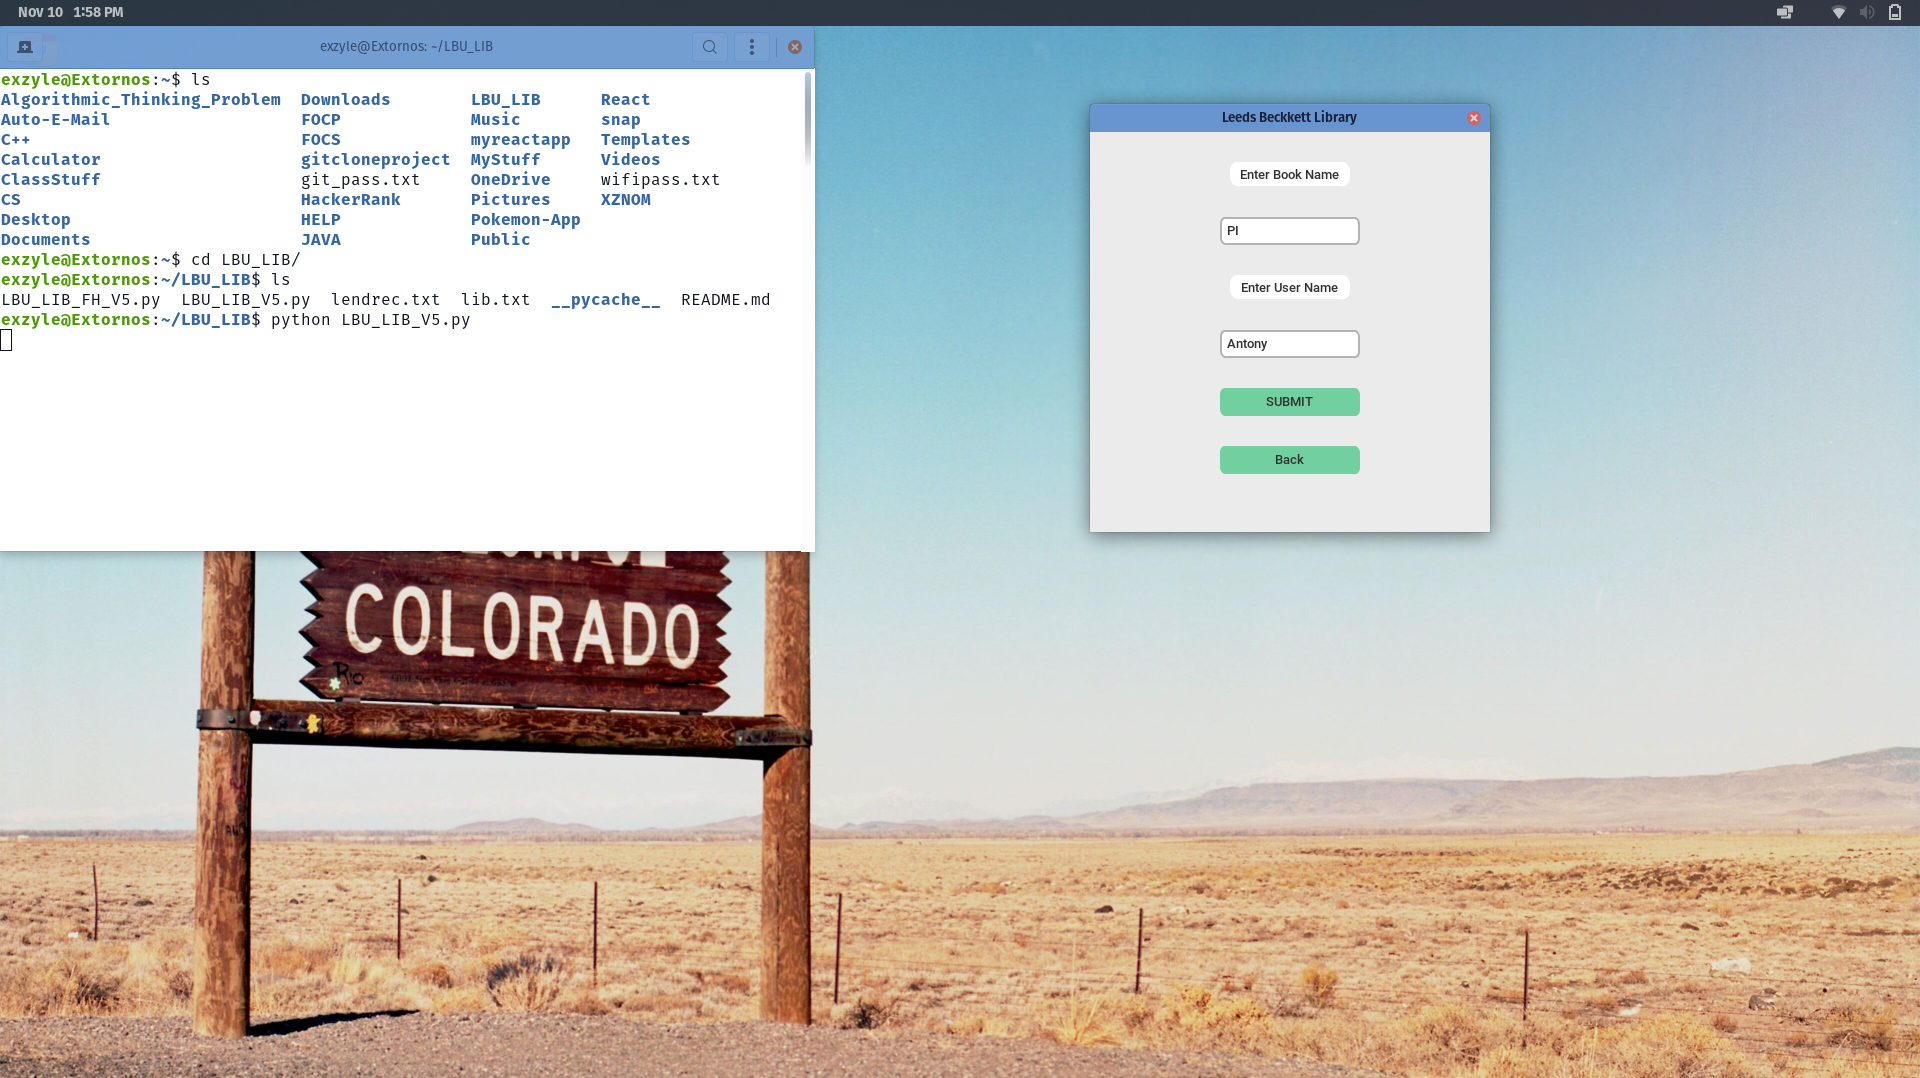 Nov 10 1:58 PM
exzyle@Extornos: ~/LBU_LIB
exzyle@Extornos:~$ ls
Algorithmic_Thinking_Problem Downloads LBU_LIB React
Auto-E-Mail FOCP Music snap
C++ FOCS myreactapp Templates
Calculator gitcloneproject MyStuff Videos
ClassStuff git_pass.txt OneDrive wifipass.txt
CS HackerRank Pictures XZNOM
Desktop HELP Pokemon-App
Documents JAVA Public
exzyle@Extornos:~$ cd LBU_LIB/
exzyle@Extornos:~/LBU_LIB$ ls
LBU_LIB_FH_V5.py LBU_LIB_V5.py lendrec.txt lib.txt __pycache__ README.md
exzyle@Extornos:~/LBU_LIB$ python LBU_LIB_V5.py
Leeds Beckkett Library
Enter Book Name
PI
Enter User Name
Antony
SUBMIT
Back
COLORADO